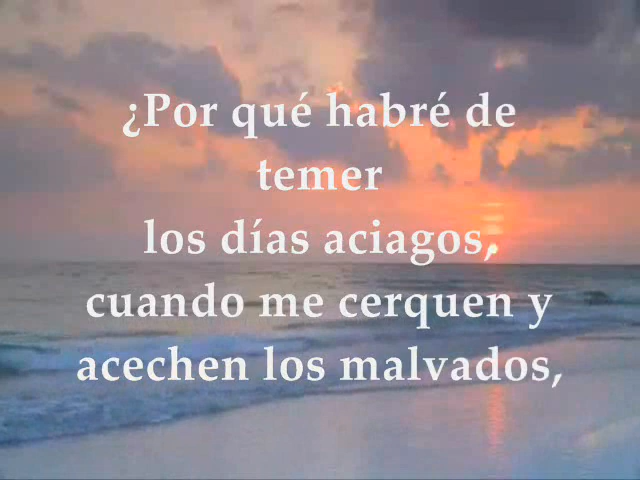 ¿Por qué habré de
temer
los días aciagos,
cuando me cerquen y
acechen los malvados,